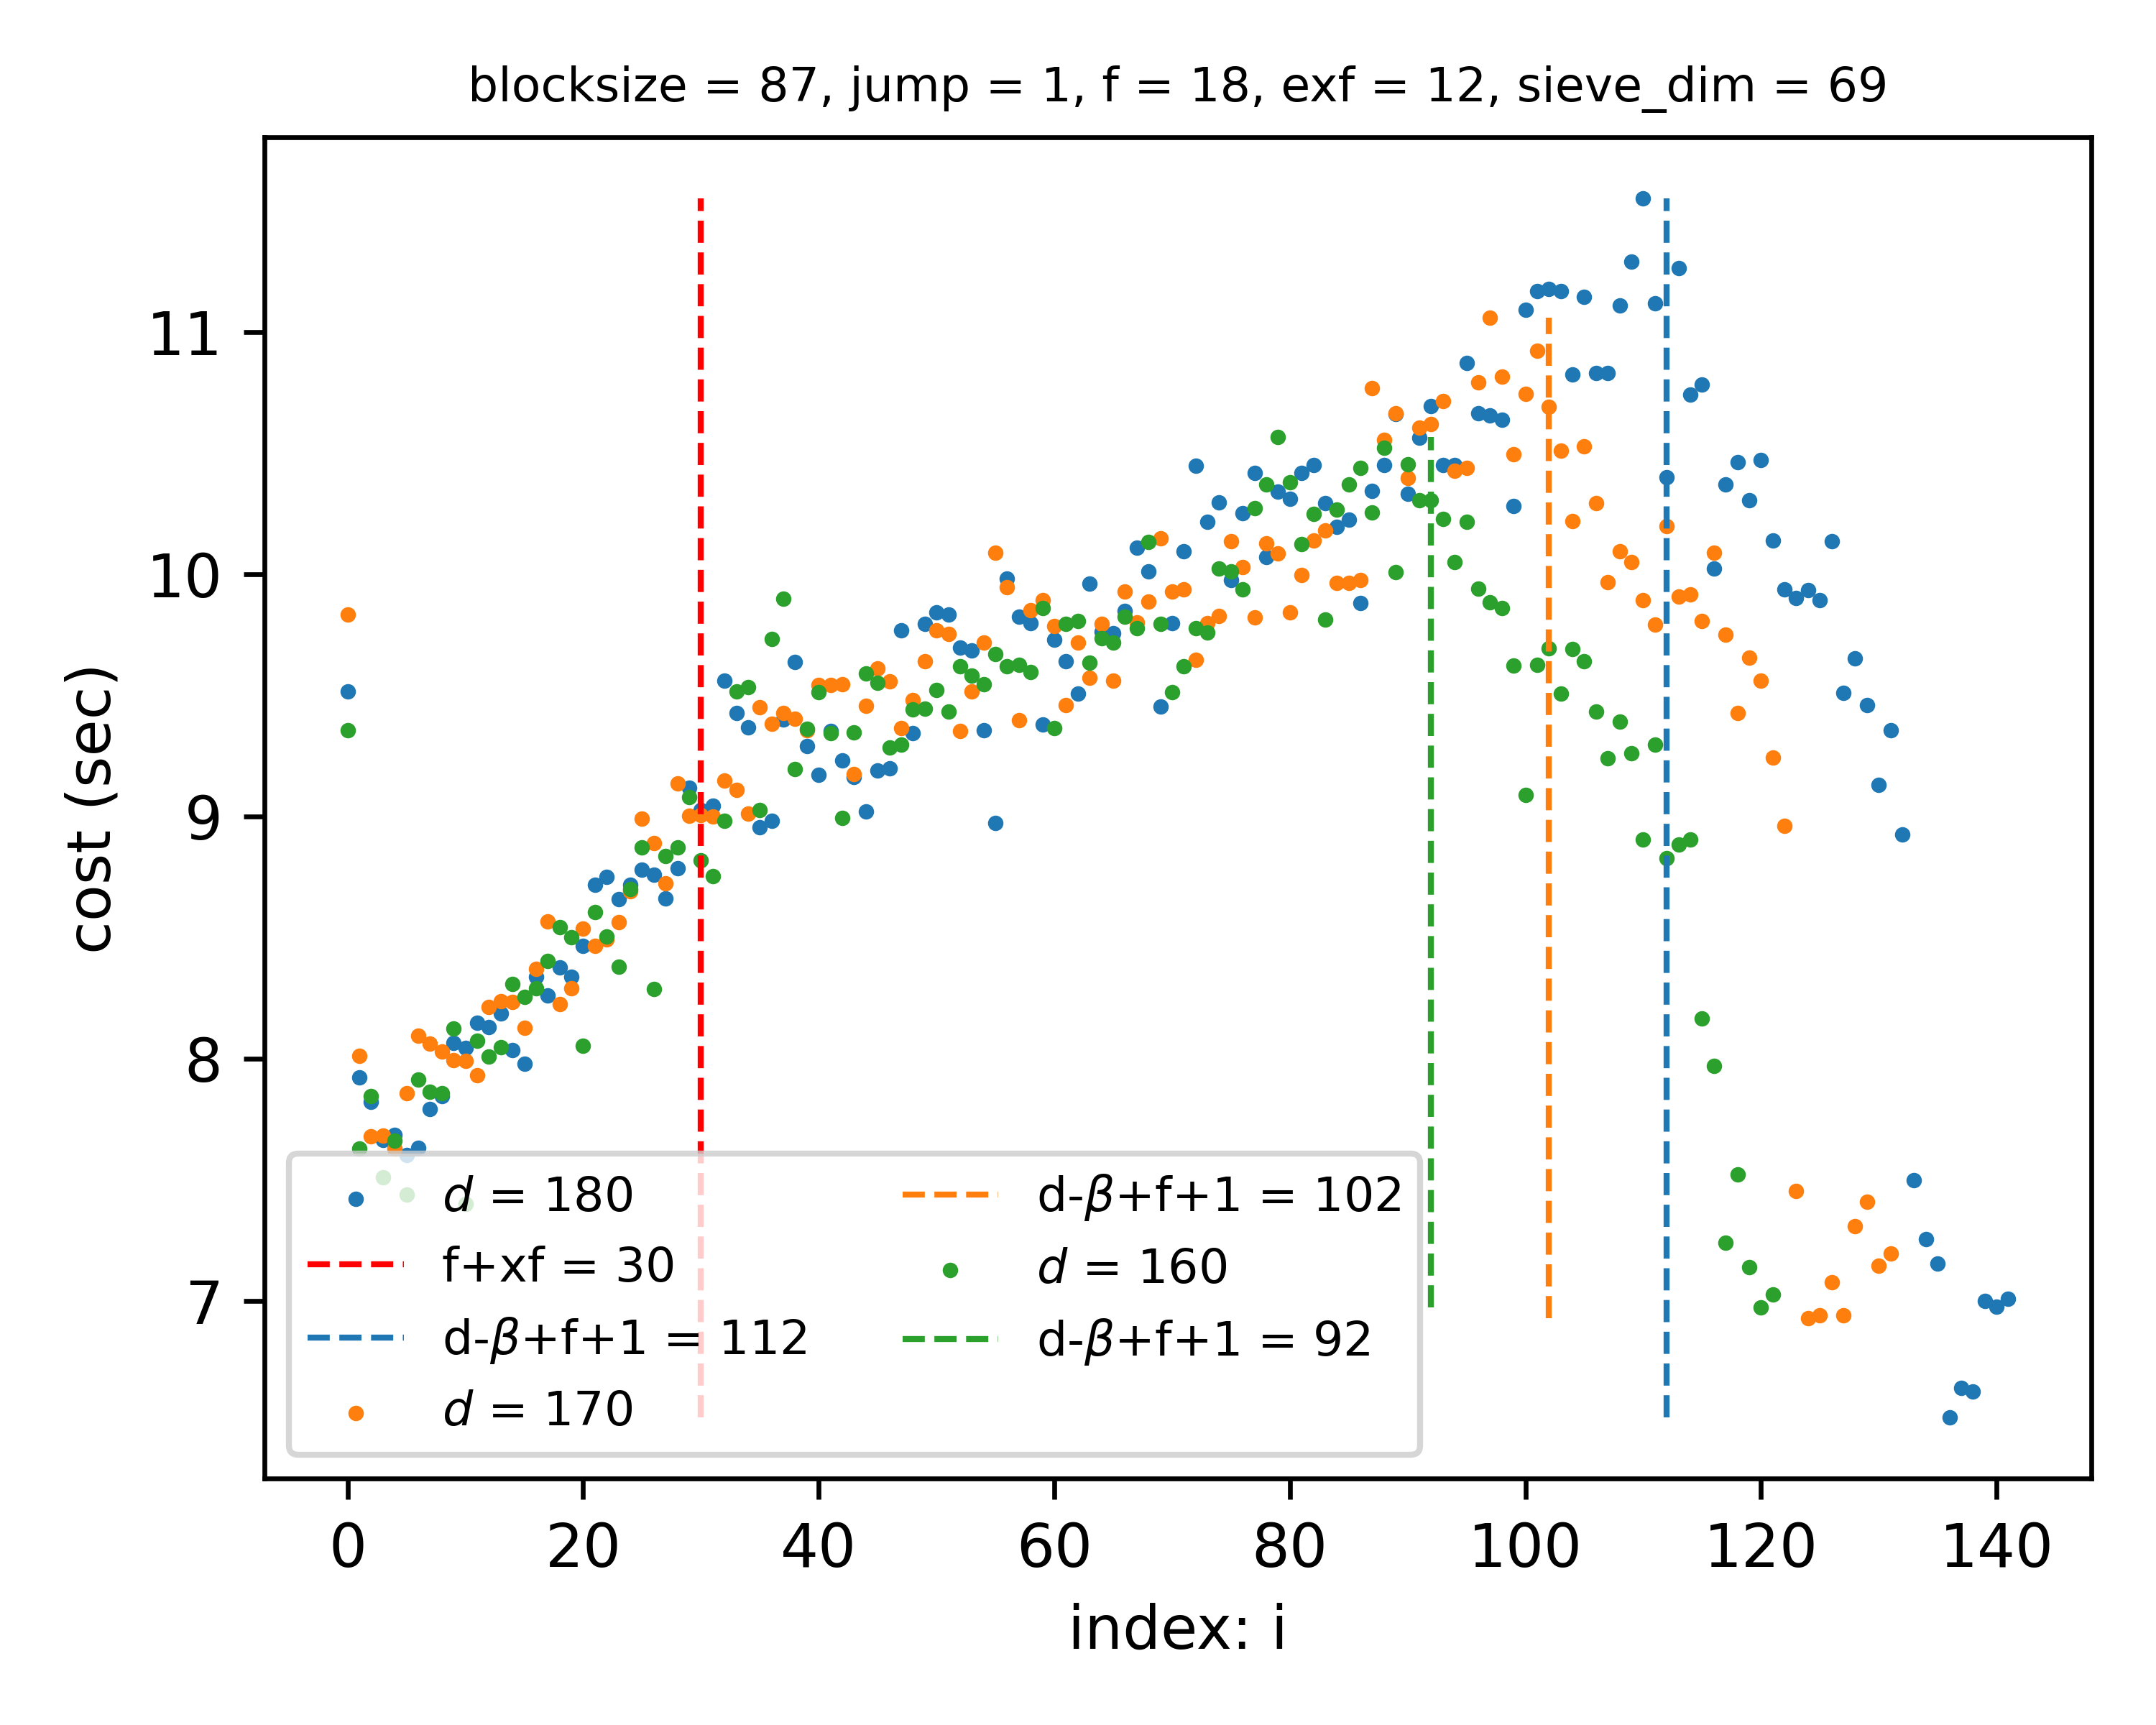 blocksize = 87, jump = 1, f = 18, exf = 12, sieve_dim = 69
cost (sec)
11
10
9
8
7
d = 180
f+xf = 30
d-β+f+1 = 112
d = 170
d-β+f+1 = 102
d = 160
d-β+f+1 = 92
0 20 40 60 80 100 120 140
index: i